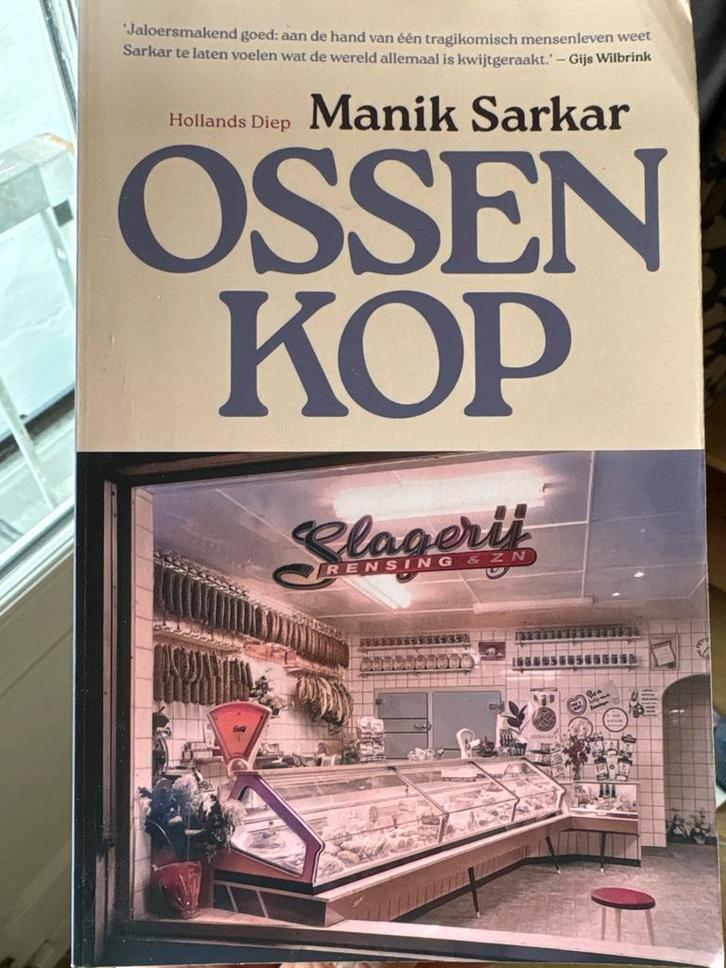 ‘Jaloersmakend goed: aan de hand van één tragikomisch mensenleven weet
Sarkar te laten voelen wat de wereld allemaal is kwijtgeraakt.’ – Gijs Wilbrink
Hollands Diep Manik Sarkar
OSSEN
KOP
Slagerij
RENSING & ZN